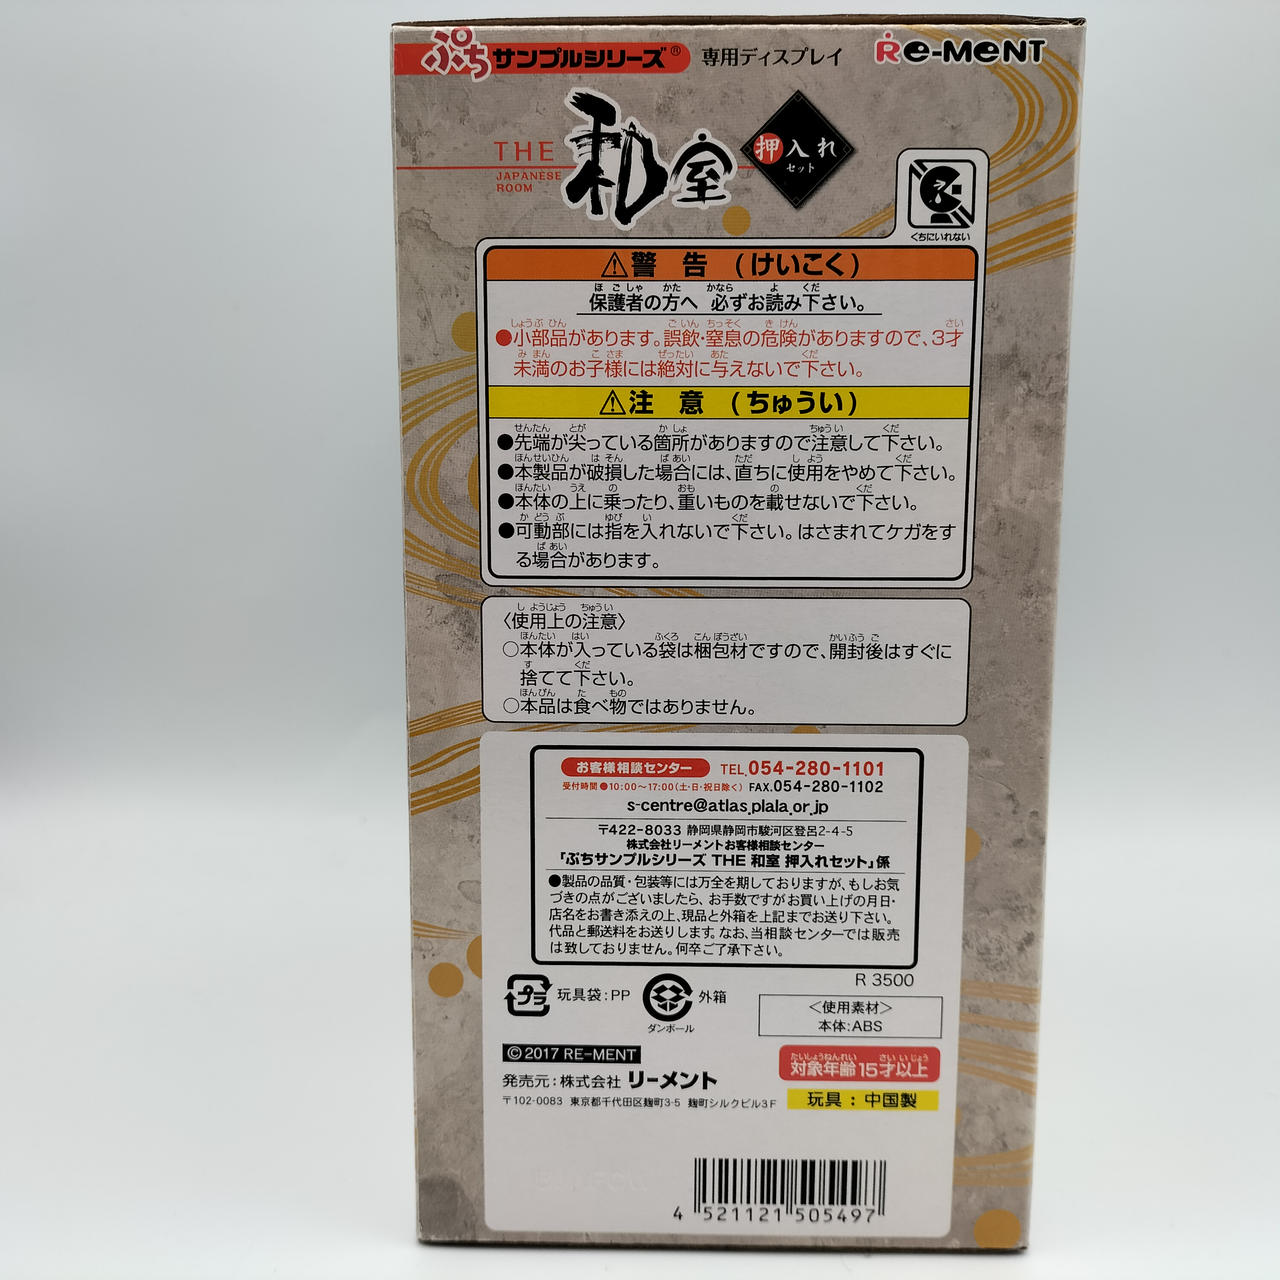 ぷちサンプルシリーズ® 専用ディスプレイ Re-MeNT
THE 和室
JAPANESE ROOM
押入れ
セット
くちにいれない
⚠警 告 (けいこく)
保護者の方へ 必ずお読み下さい。
●小部品があります。誤飲・窒息の危険がありますので、3才
未満のお子様には絶対に与えないで下さい。
⚠注 意 (ちゅうい)
●先端が尖っている箇所がありますので注意して下さい。
●本製品が破損した場合には、直ちに使用をやめて下さい。
●本体の上に乗ったり、重いものを載せないで下さい。
●可動部には指を入れないで下さい。はさまれてケガをす
る場合があります。
〈使用上の注意〉
○本体が入っている袋は梱包材ですので、開封後はすぐに
捨てて下さい。
○本品は食べ物ではありません。
お客様相談センター TEL.054-280-1101
受付時間●10:00〜17:00(土・日・祝日除く) FAX.054-280-1102
s-centre@atlas.plala.or.jp
〒422-8033 静岡県静岡市駿河区登呂2-4-5
株式会社リーメントお客様相談センター
「ぷちサンプルシリーズ THE 和室 押入れセット」係
●製品の品質・包装等には万全を期しておりますが、もしお気
づきの点がございましたら、お手数ですがお買い上げの月日・
店名をお書き添えの上、現品と外箱を上記までお送り下さい。
代品と郵送料をお送りします。なお、当相談センターでは販売
は致しておりません。何卒ご了承下さい。
R 3500
プラ 玩具袋:PP
ダンボール 外箱
＜使用素材＞
本体:ABS
©2017 RE-MENT
対象年齢15才以上
発売元:株式会社 リーメント
〒102-0083 東京都千代田区麹町3-5 麹町シルクビル3F
玩具:中国製
4 521121 505497